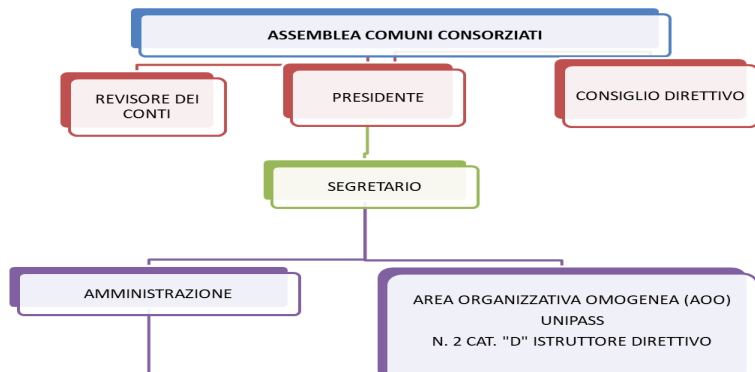 ASSEMBLEA COMUNI CONSORZIATI
REVISORE DEI
CONTI
PRESIDENTE
CONSIGLIO DIRETTIVO
SEGRETARIO
AMMINISTRAZIONE
AREA ORGANIZZATIVA OMOGENEA (AOO)
UNIPASS
N. 2 CAT. "D" ISTRUTTORE DIRETTIVO